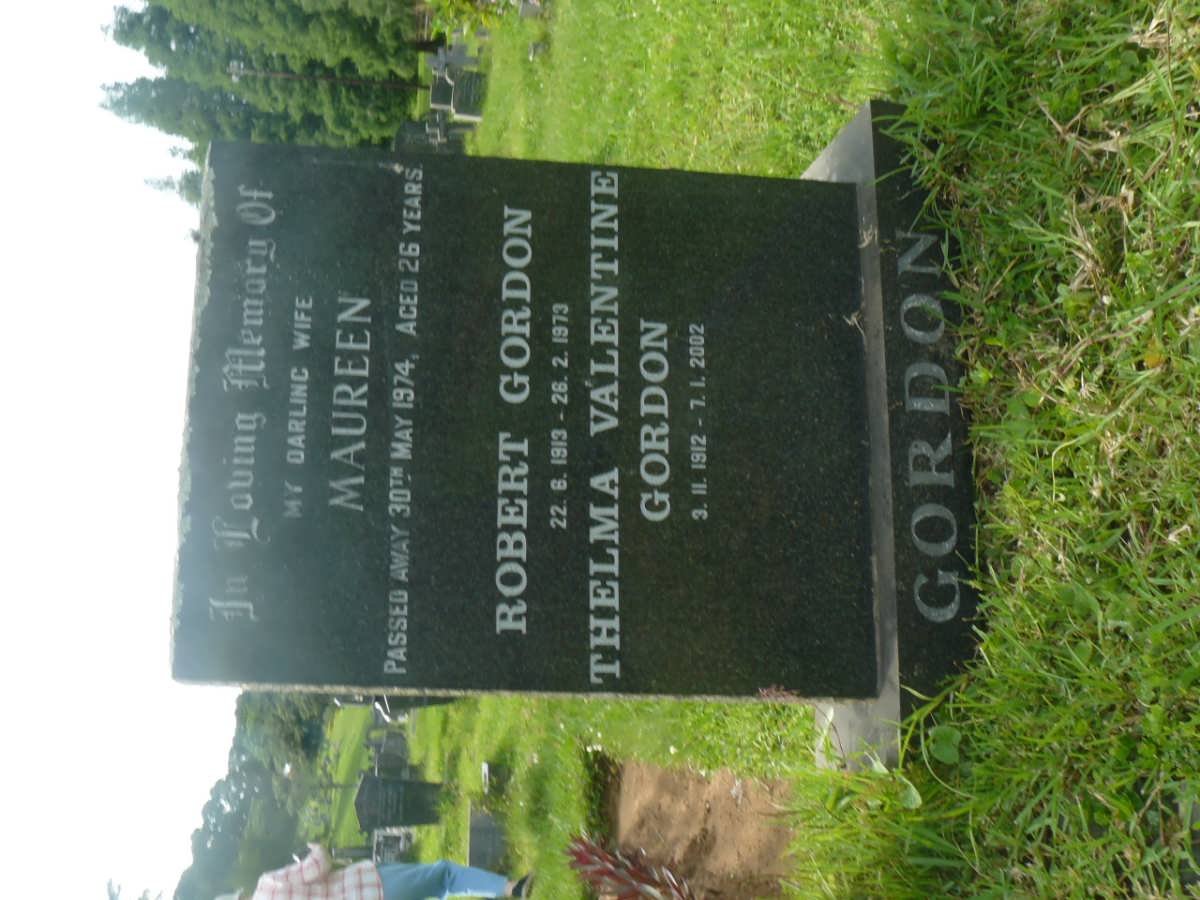 In Loving Memory Of
MY DARLING WIFE
MAUREEN
PASSED AWAY 30TH MAY 1974, AGED 26 YEARS.
ROBERT GORDON
22. 6. 1913 - 26. 2. 1973
THELMA VALENTINE
GORDON
3. 11. 1912 - 7. 1. 2002
GORDON